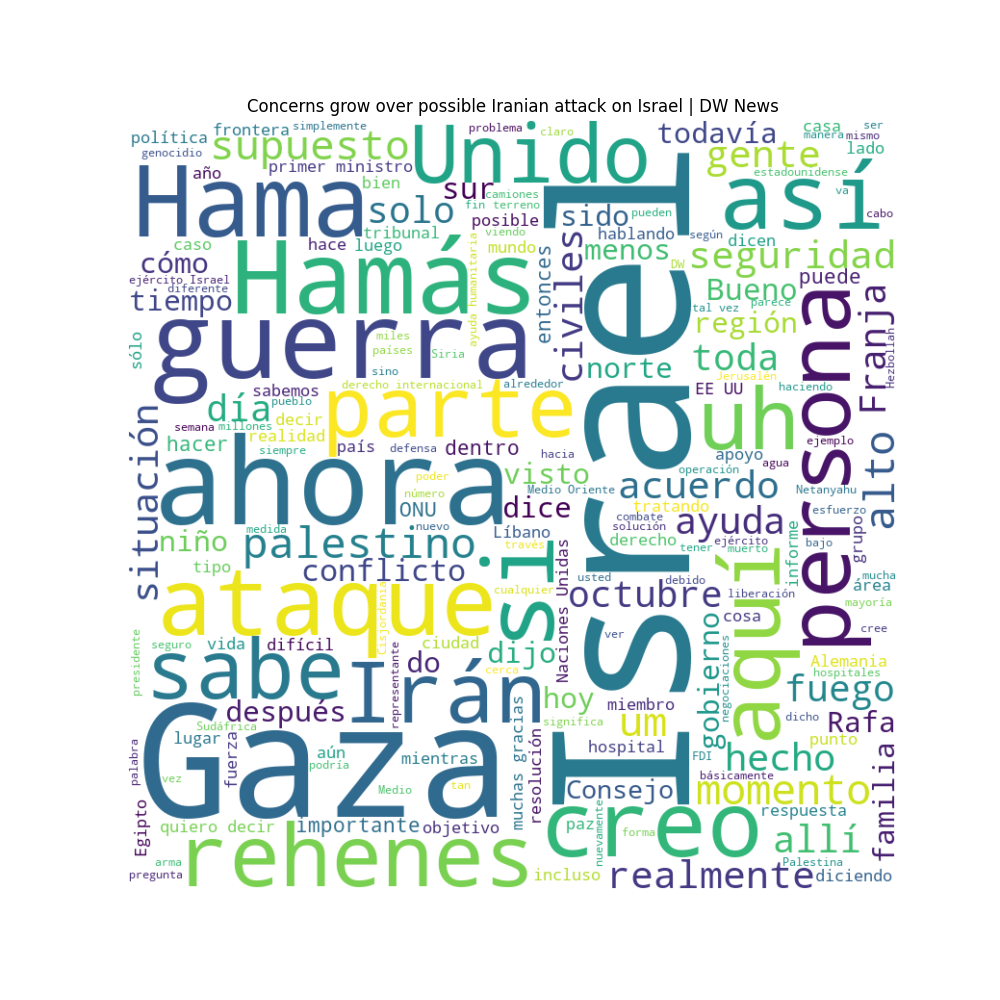 Concerns grow over possible Iranian attack on Israel | DW News
política
frontera
simplemente
genocidio
supuesto
Unido
problema
claro
todavía
casa
ser
manera
mismo
lado
gente
estadounidense
va
cabo
año
primer ministro
bien
Hama
solo
sur
camiones
fin terreno
posible
sido
pueden
así
tribunal
viendo
hablando
según
dicen
menos
caso
hace
luego
mundo
cómo
Hamás
ayuda humanitaria
entonces
civiles
Israel
DW
seguridad
ejército Israel
diferente
tiempo
Bueno
parece
puede
tal vez
región
guerra
miles
países
Siria
sólo
sino
norte
toda
persona
alto Franja
Hezbollah
sabemos
derecho internacional
alrededor
Jerusalén
EE UU
haciendo
día
pueblo
parte
uh
semana
millones
decir
realidad
hacer
siempre
país
defensa
dentro
hacia
ejemplo
situación
ahora
poder
visto
apoyo
operación
agua
Medio Oriente
acuerdo
Netanyahu
número
ONU
dice
tratando
esfuerzo
combate
solución
ayuda
grupo
medida
nuevo
Líbano
niño
palestino
través
derecho
ejército
bajo
tener
muerto
informe
tipo
conflicto
si
Naciones Unidas
usted
debido
área
mucha
ataque
Cisjordania
cualquier
octubre
liberación
aquí
mayoría
cosa
cree
seguro
vida
difícil
ciudad
dijo
ver
gobierno
negociaciones
presidente
sabe
Irán
do
cerca
representante
Alemania
hospitales
hoy
miembro
fuego
después
muchas gracias
significa
um
dicho
Rafa
Sudáfrica
lugar
fuerza
aún
podría
mientras
resolución
hospital
FDI
punto
hecho
palabra
vez
Gaza
Medio
tan
I
básicamente
Consejo
momento
familia
Egipto
quiero decir
importante
objetivo
paz
nuevamente
forma
creo
respuesta
allí
arma
pregunta
rehenes
incluso
realmente
Palestina
diciendo